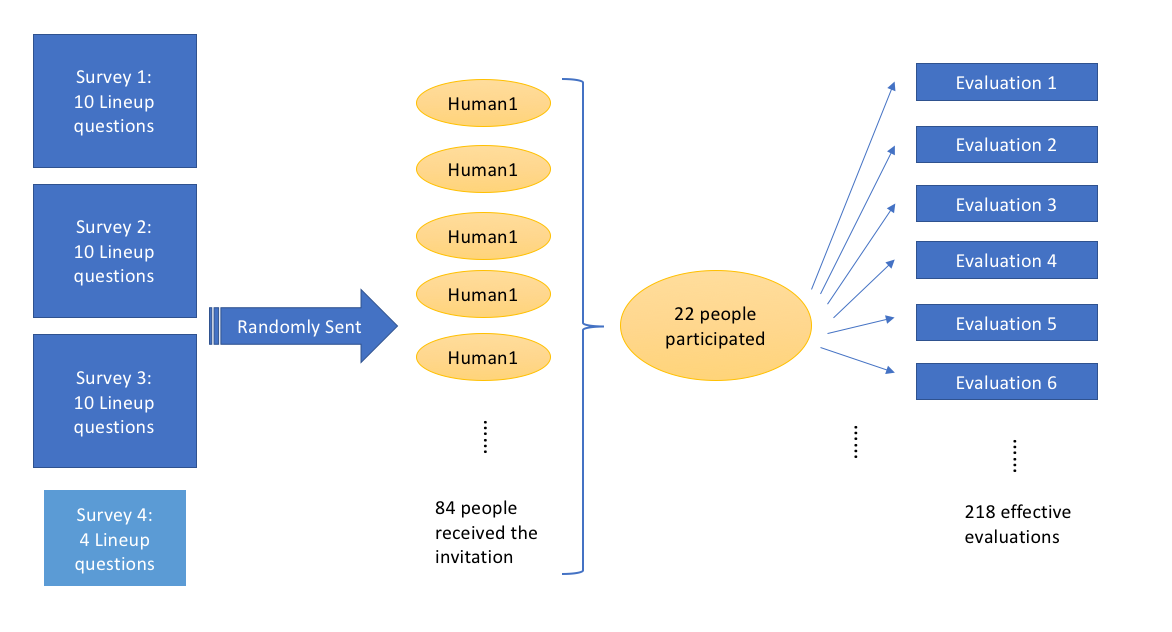 Survey 1:
10 Lineup
questions
Survey 2:
10 Lineup
questions
Survey 3:
10 Lineup
questions
Survey 4:
4 Lineup
questions
Randomly Sent
Human1
Human1
Human1
Human1
Human1
84 people
received the
invitation
22 people
participated
Evaluation 1
Evaluation 2
Evaluation 3
Evaluation 4
Evaluation 5
Evaluation 6
218 effective
evaluations